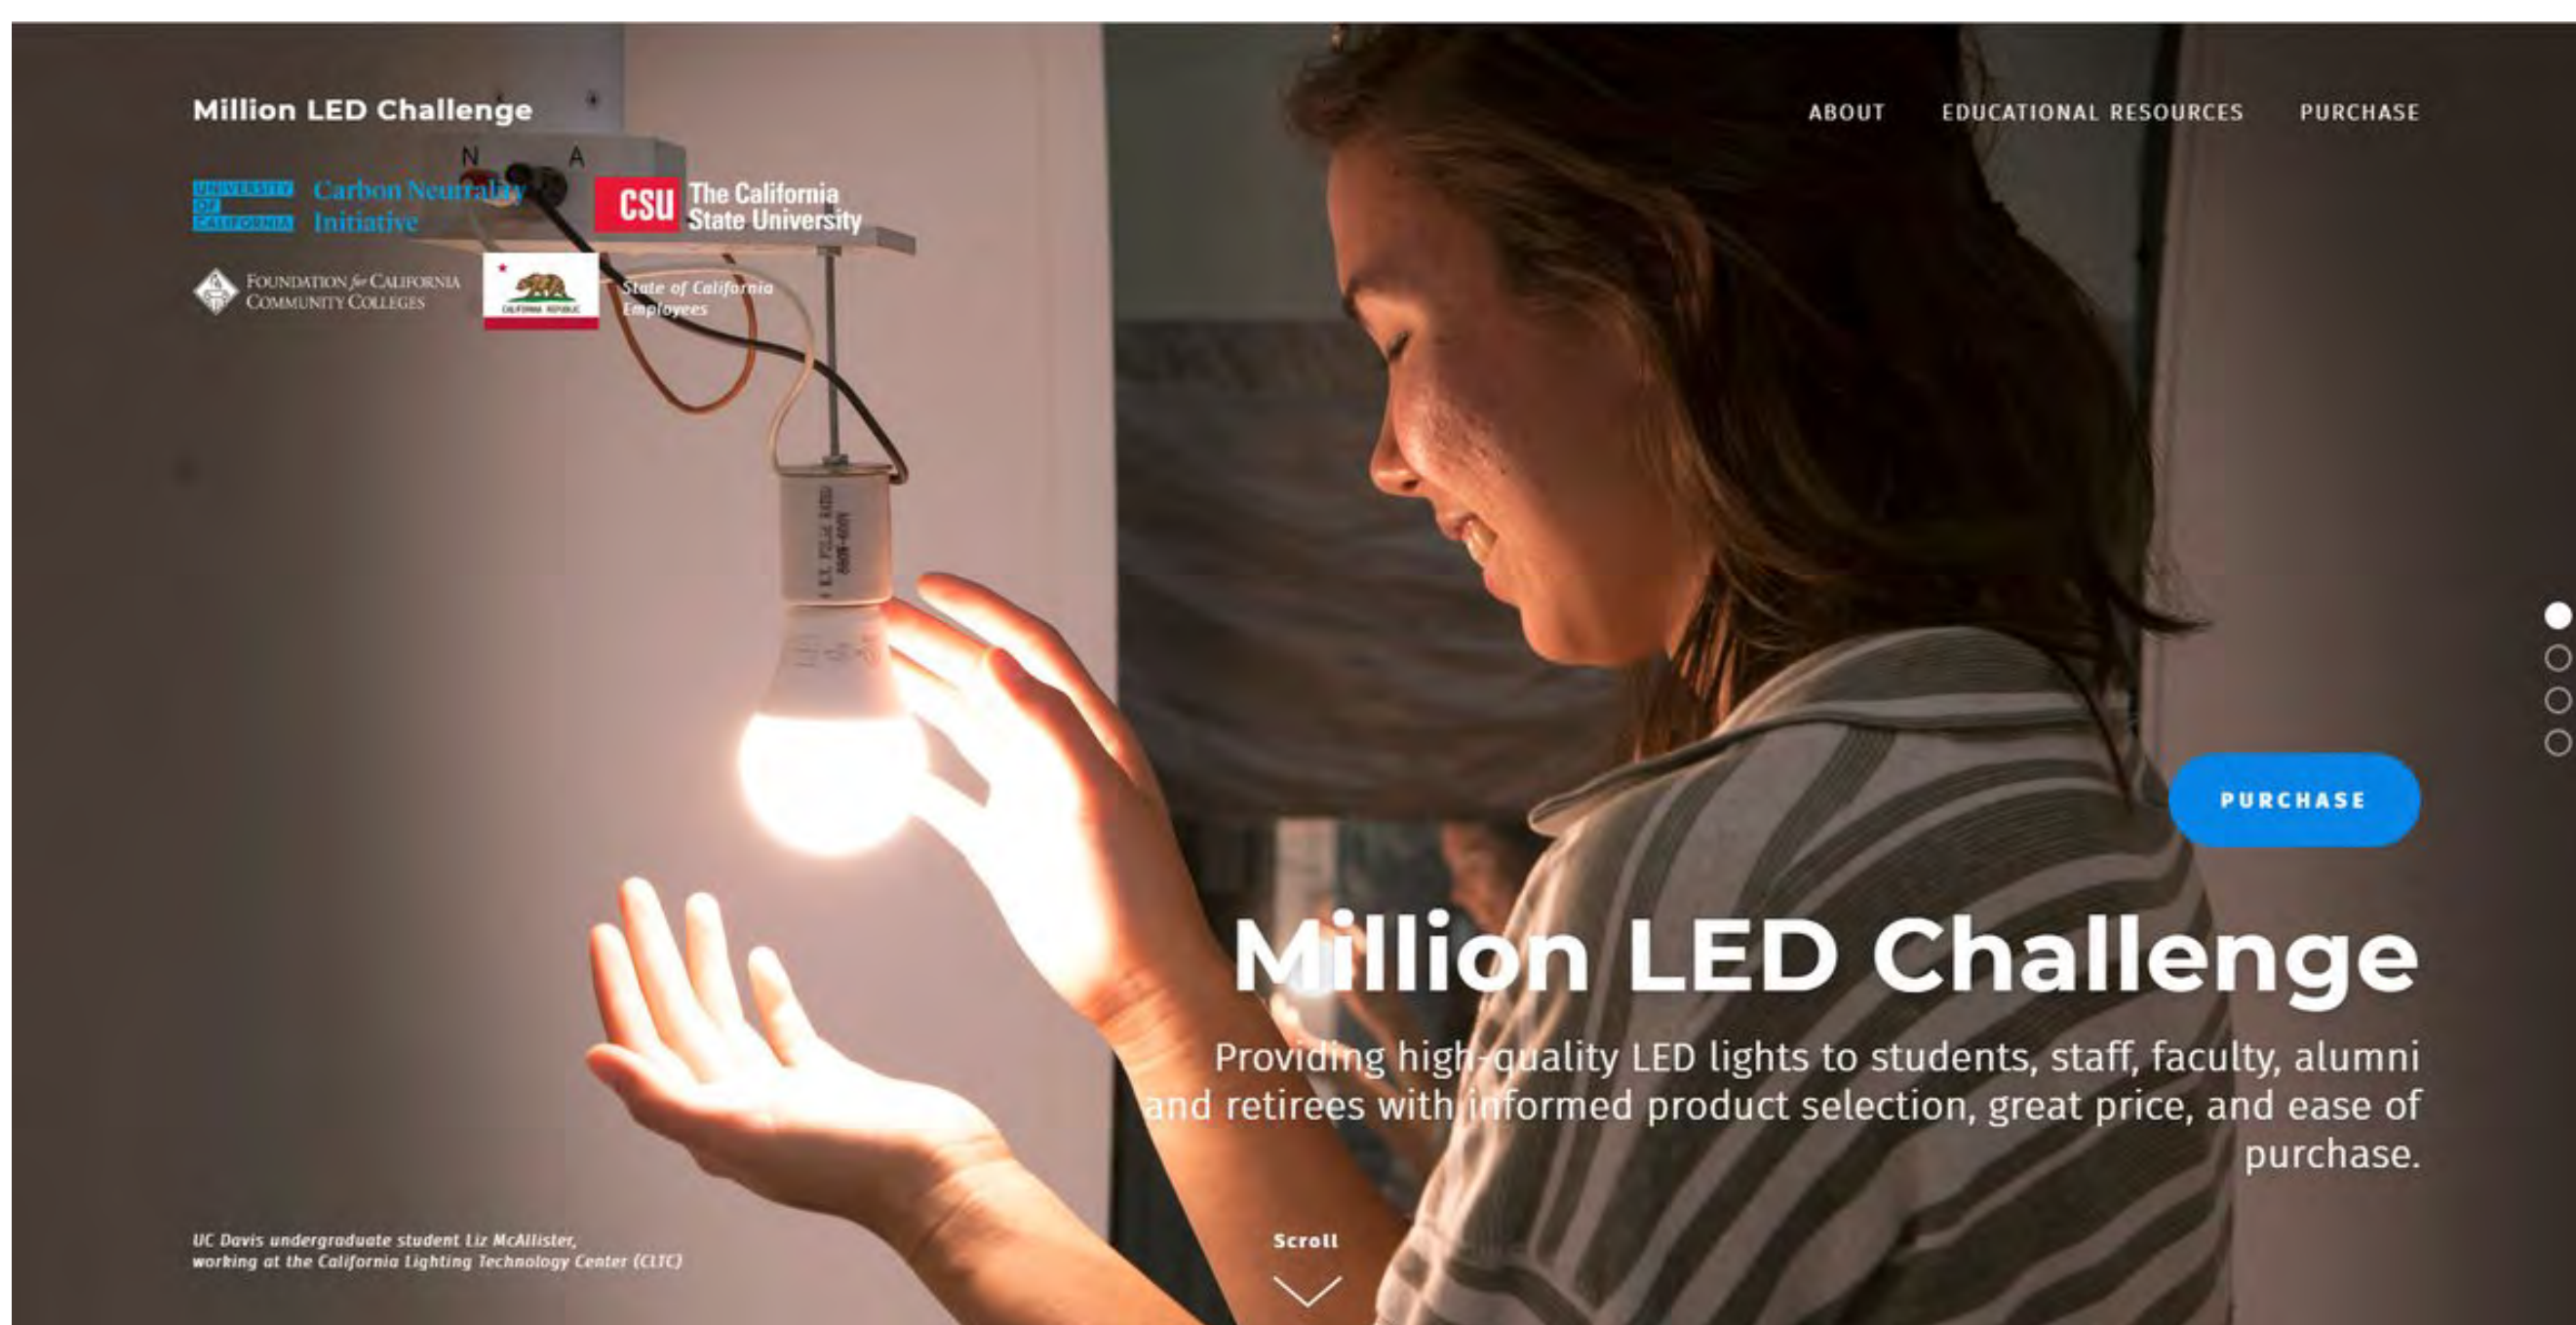 Million LED Challenge
ABOUT EDUCATIONAL RESOURCES PURCHASE
N A
UNIVERSITY
OF
CALIFORNIA
Carbon Neutrality
Initiative
CSU The California
State University
FOUNDATION for CALIFORNIA
COMMUNITY COLLEGES
CALIFORNIA REPUBLIC
State of California
Employees
PURCHASE
Million LED Challenge
Providing high-quality LED lights to students, staff, faculty, alumni
and retirees with informed product selection, great price, and ease of
purchase.
UC Davis undergraduate student Liz McAllister,
working at the California Lighting Technology Center (CLTC)
Scroll